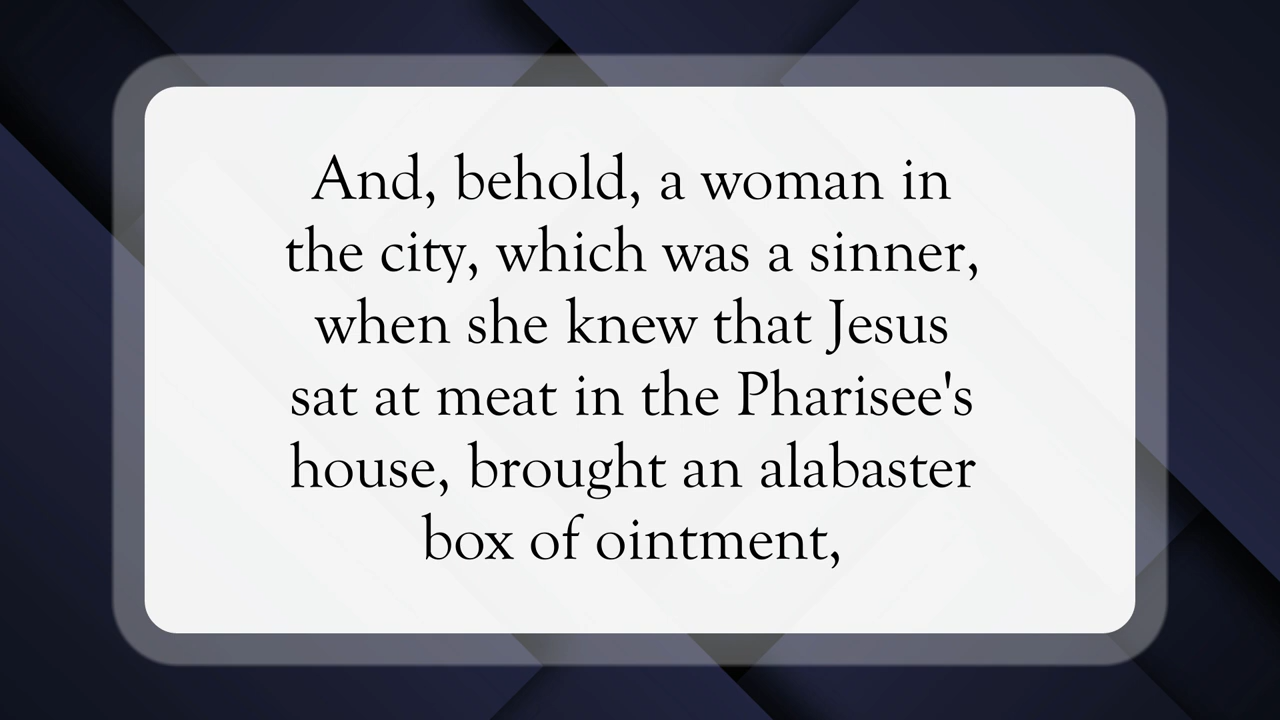 And, behold, a woman in
the city, which was a sinner,
when she knew that Jesus
sat at meat in the Pharisee's
house, brought an alabaster
box of ointment,